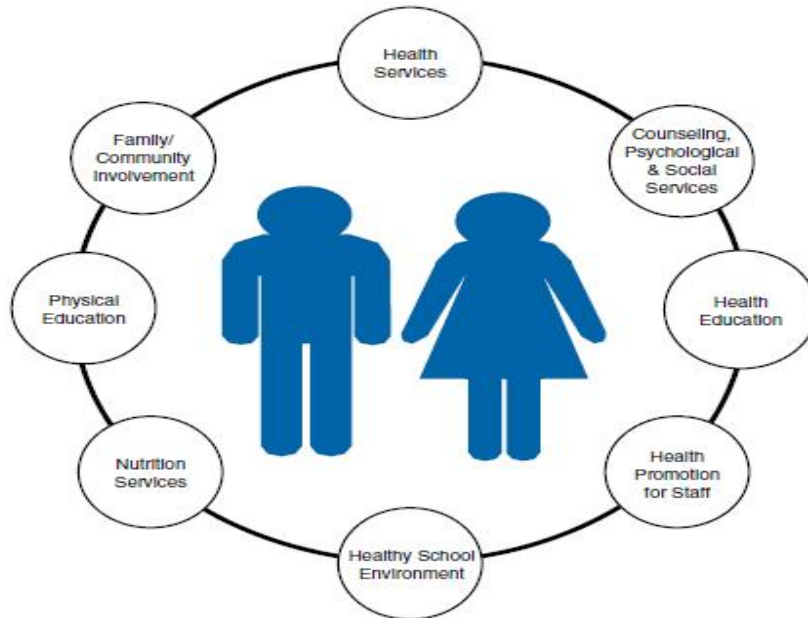 Health
Services
Family/
Community
Involvement
Counseling,
Psychological
& Social
Services
Physical
Education
Health
Education
Nutrition
Services
Health
Promotion
for Staff
Healthy School
Environment